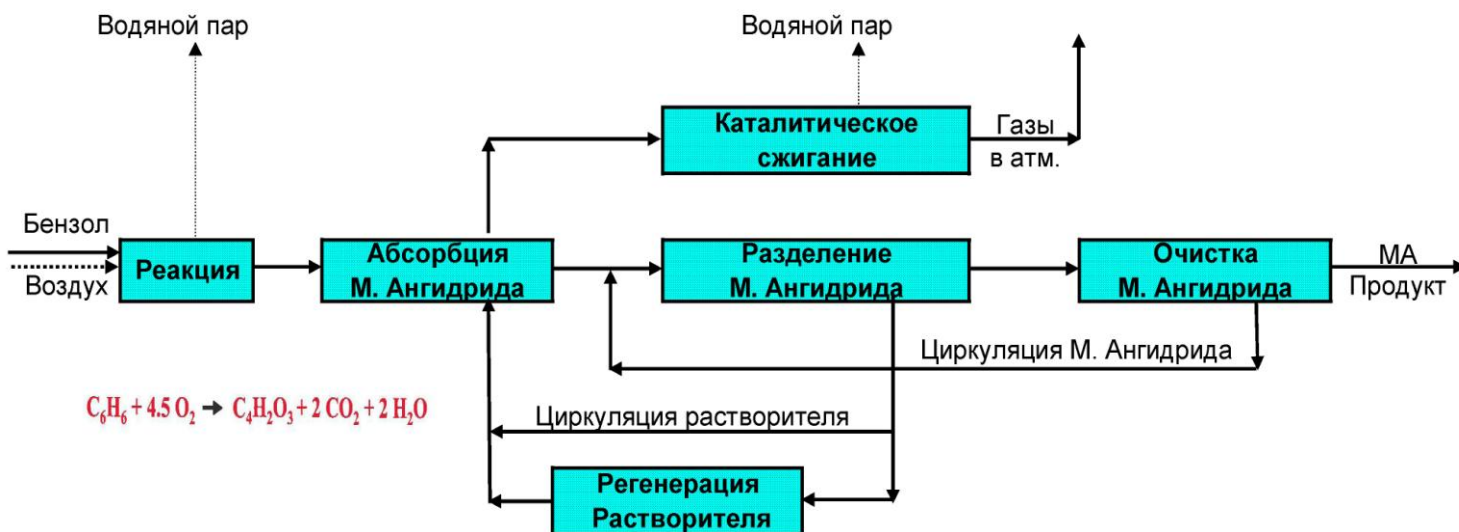 Водяной пар
Водяной пар
Каталитическое
сжигание
Газы
в атм.
Бензол
Воздух
Реакция
Абсорбция
М. Ангидрида
Разделение
М. Ангидрида
Очистка
М. Ангидрида
МА
Продукт
Циркуляция М. Ангидрида
C₆H₆ + 4.5 O₂ → C₄H₂O₃ + 2 CO₂ + 2 H₂O
Циркуляция растворителя
Регенерация
Растворителя